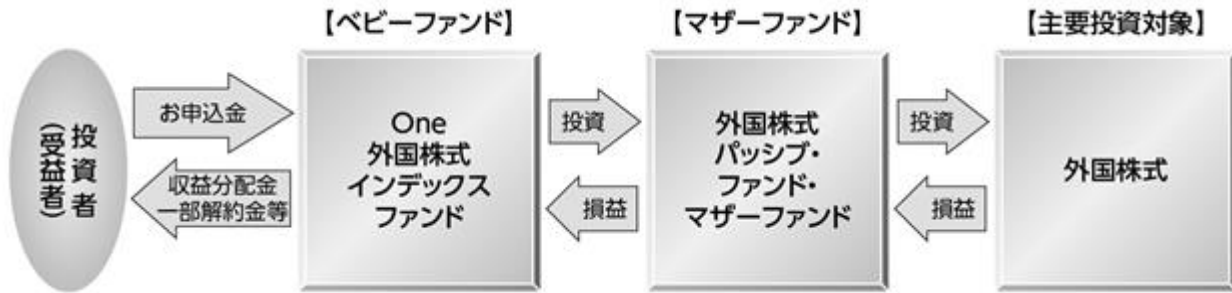 【ベビーファンド】
【マザーファンド】
【主要投資対象】
投資者
(受益者)
お申込金
収益分配金
一部解約金等
One
外国株式
インデックス
ファンド
投資
損益
外国株式
パッシブ・
ファンド・
マザーファンド
投資
損益
外国株式